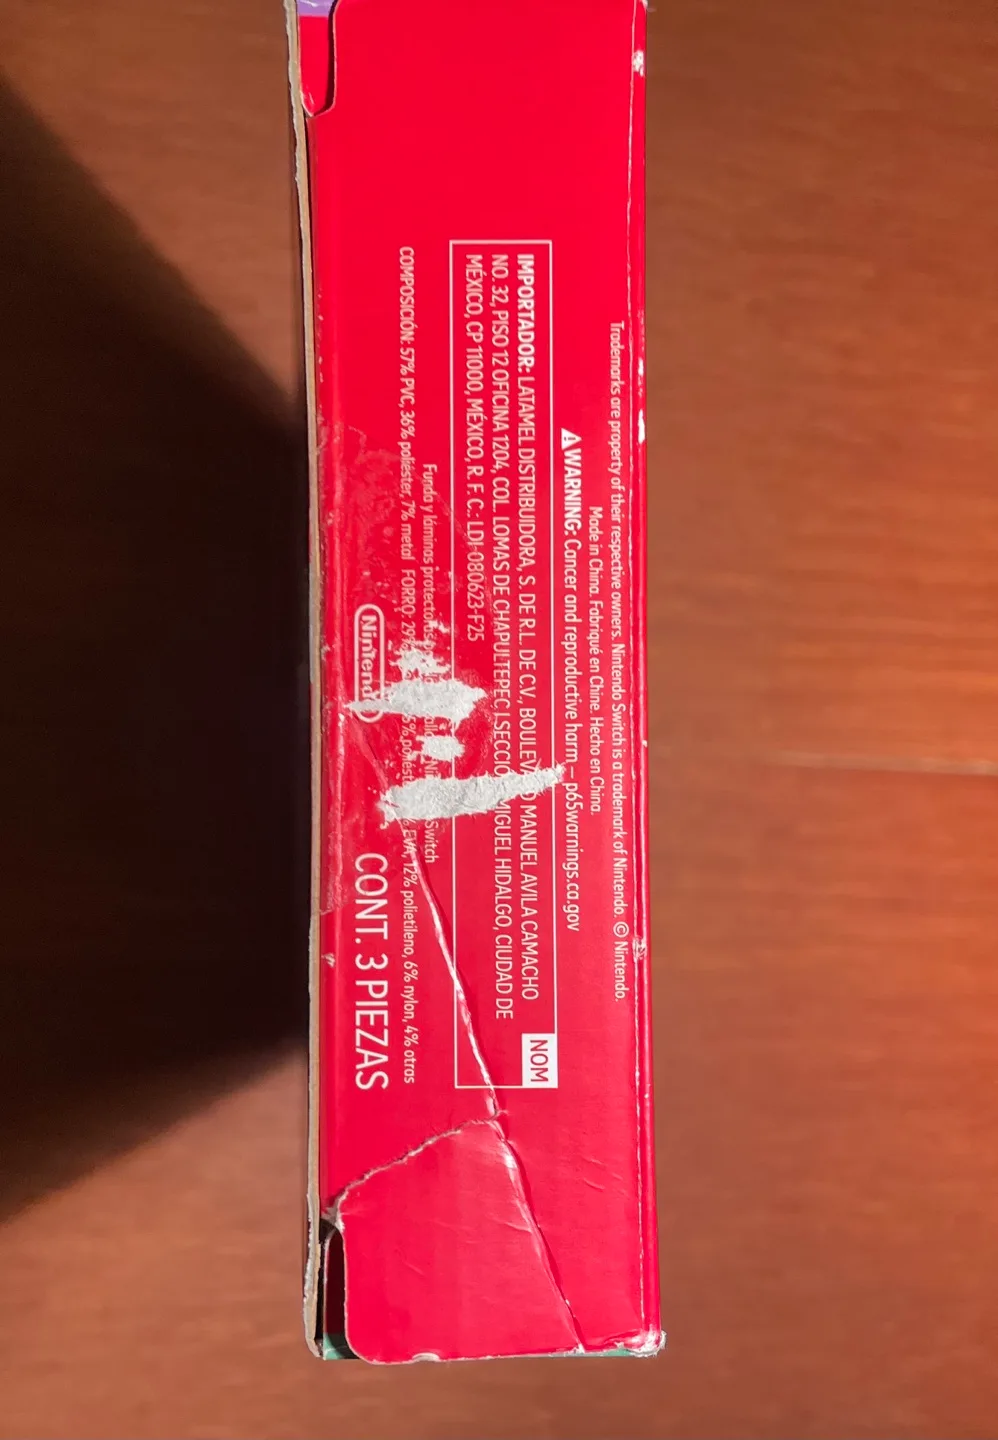 Trademarks are property of their respective owners. Nintendo Switch is a trademark of Nintendo. © Nintendo.
Made in China. Fabriqué en Chine. Hecho en China.
⚠WARNING: Cancer and reproductive harm – p65warnings.ca.gov
NOM
IMPORTADOR: LATAMEL DISTRIBUIDORA, S. DE R.L. DE C.V., MANUEL AVILA CAMACHO
NO. 32, PISO 12 OFICINA 1204, COL. LOMAS DE CHAPULTEPEC I HIDALGO, CIUDAD DE
MÉXICO, CP 11000, MÉXICO, R. F. C.: LDI-080623-F25
Funda y láminas Switch
COMPOSICIÓN: 57% PVC, 36% poliéster, 7% metal FORRO: EVA, 12% polietileno, 6% nylon, 4% otras
Nintendo
CONT. 3 PIEZAS